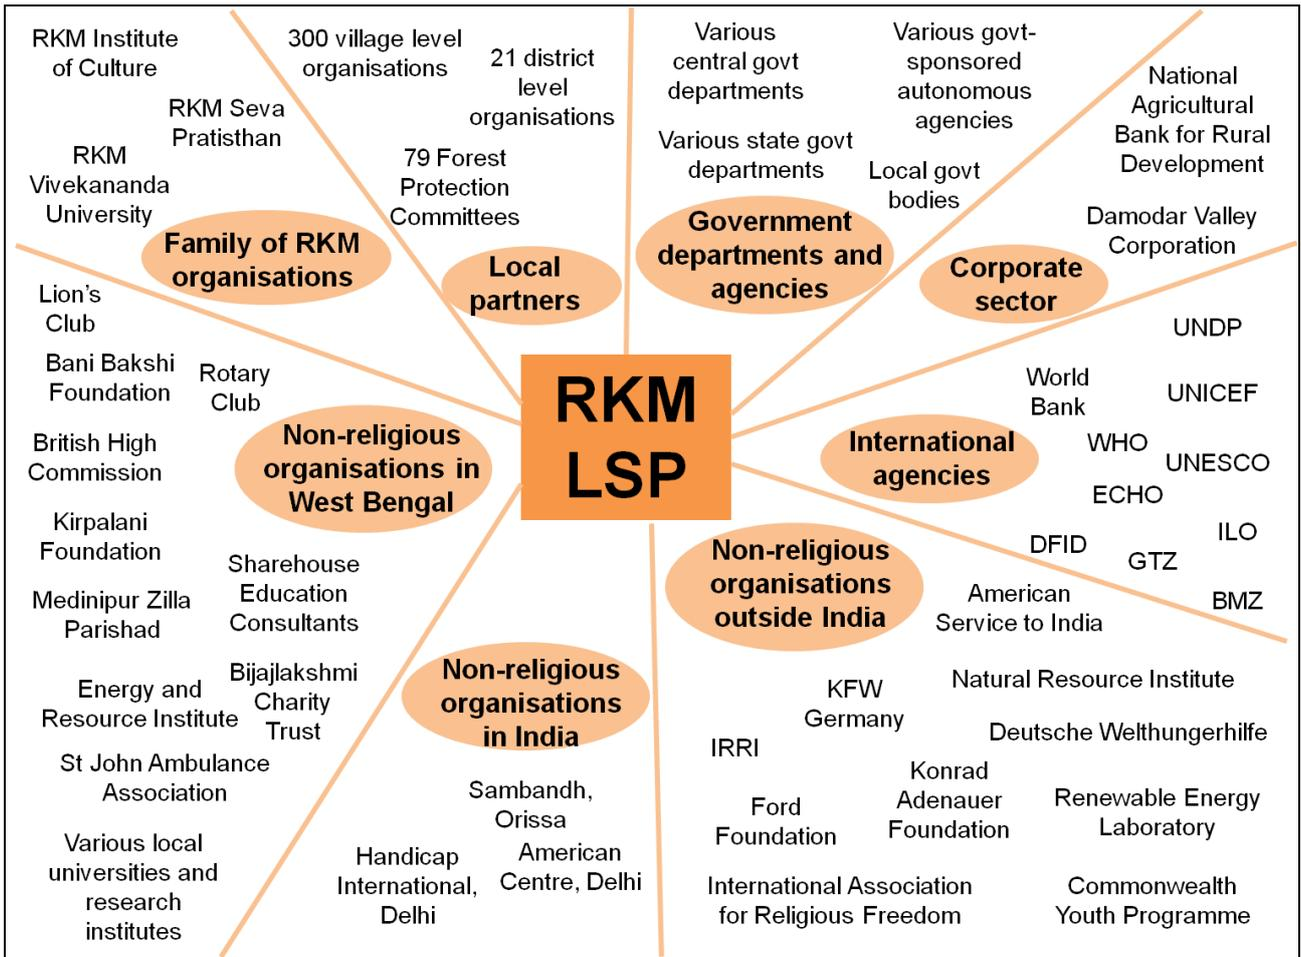 RKM Institute
of Culture
RKM Seva
Pratisthan
RKM
Vivekananda
University
Family of RKM
organisations
300 village level
organisations
21 district
level
organisations
79 Forest
Protection
Committees
Local
partners
Various
central govt
departments
Various govt-
sponsored
autonomous
agencies
Various state govt
departments
Local govt
bodies
Government
departments and
agencies
National
Agricultural
Bank for Rural
Development
Damodar Valley
Corporation
Corporate
sector
RKM
LSP
UNDP
World
Bank
UNICEF
WHO
UNESCO
ECHO
ILO
DFID
GTZ
BMZ
International
agencies
Lion's
Club
Bani Bakshi
Foundation
Rotary
Club
British High
Commission
Non-religious
organisations in
West Bengal
Kirpalani
Foundation
Sharehouse
Education
Consultants
Medinipur Zilla
Parishad
Bijajlakshmi
Charity
Trust
Energy and
Resource Institute
St John Ambulance
Association
Various local
universities and
research
institutes
Non-religious
organisations
in India
Sambandh,
Orissa
Handicap
International,
Delhi
American
Centre, Delhi
Non-religious
organisations
outside India
American
Service to India
KFW
Germany
Natural Resource Institute
IRRI
Deutsche Welthungerhilfe
Konrad
Adenauer
Foundation
Ford
Foundation
Renewable Energy
Laboratory
International Association
for Religious Freedom
Commonwealth
Youth Programme